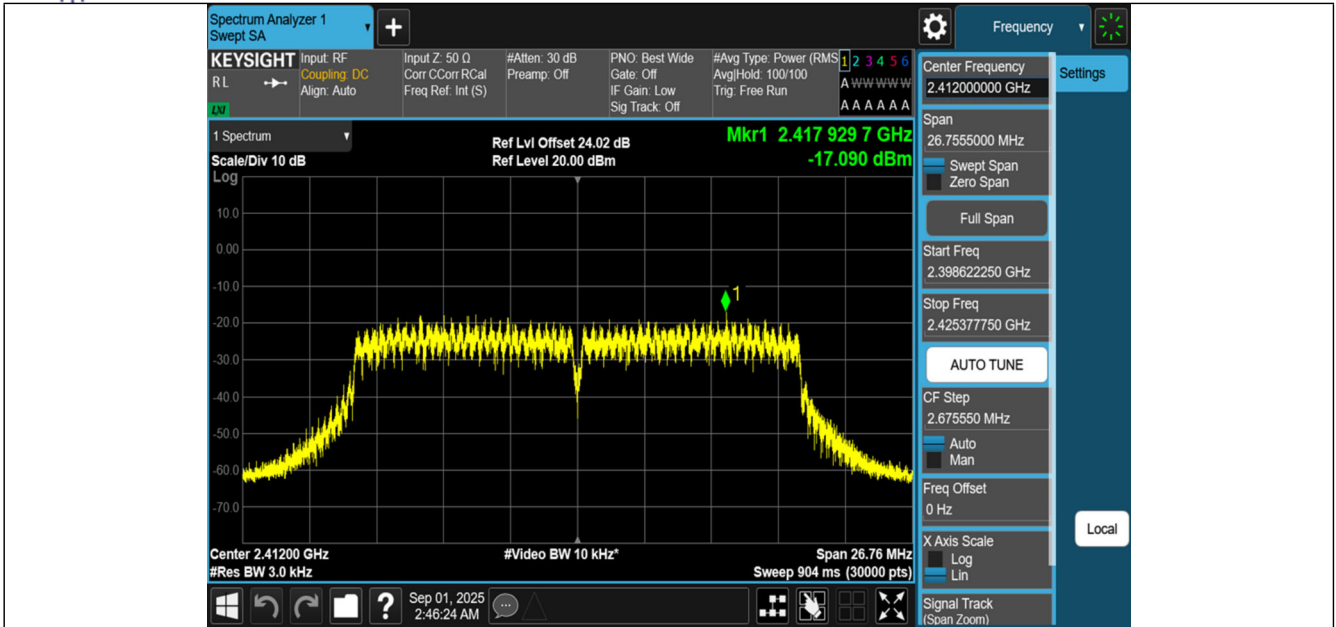 Spectrum Analyzer 1
Swept SA
Frequency
KEYSIGHT
RL
LXI
Input: RF
Coupling: DC
Align: Auto
Input Z: 50 Ω
Corr CCorr RCal
Freq Ref: Int (S)
#Atten: 30 dB
Preamp: Off
PNO: Best Wide
Gate: Off
IF Gain: Low
Sig Track: Off
#Avg Type: Power (RMS
Avg|Hold: 100/100
Trig: Free Run
1 2 3 4 5 6
A W W W W W
A A A A A A
1 Spectrum
Scale/Div 10 dB
Log
Ref Lvl Offset 24.02 dB
Ref Level 20.00 dBm
Mkr1 2.417 929 7 GHz
-17.090 dBm
10.0
0.00
-10.0
-20.0
-30.0
-40.0
-50.0
-60.0
-70.0
1
Center 2.41200 GHz
#Res BW 3.0 kHz
#Video BW 10 kHz*
Span 26.76 MHz
Sweep 904 ms (30000 pts)
Sep 01, 2025
2:46:24 AM
Center Frequency
2.412000000 GHz
Span
26.7555000 MHz
Swept Span
Zero Span
Full Span
Start Freq
2.398622250 GHz
Stop Freq
2.425377750 GHz
AUTO TUNE
CF Step
2.675550 MHz
Auto
Man
Freq Offset
0 Hz
X Axis Scale
Log
Lin
Signal Track
(Span Zoom)
Settings
Local